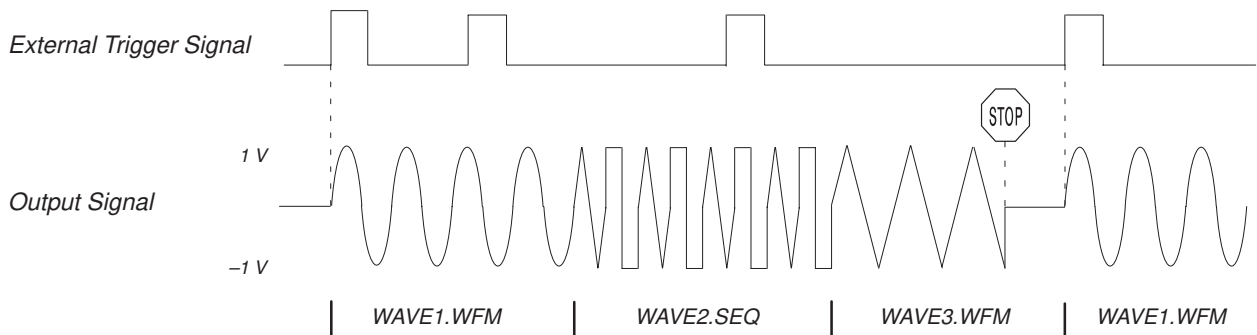 External Trigger Signal
STOP
1 V
Output Signal
–1 V
WAVE1.WFM WAVE2.SEQ WAVE3.WFM WAVE1.WFM